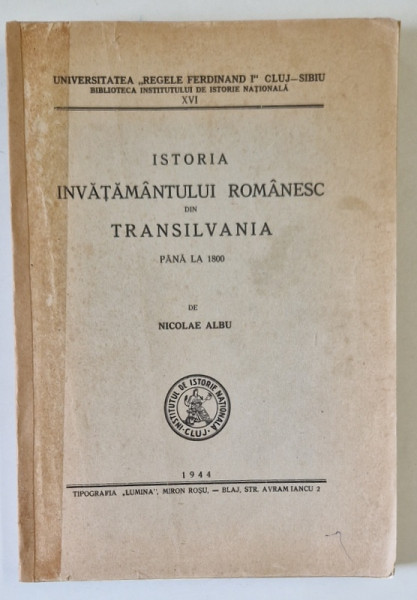 UNIVERSITATEA „REGELE FERDINAND I" CLUJ—SIBIU
BIBLIOTECA INSTITUTULUI DE ISTORIE NAȚIONALĂ
XVI
ISTORIA
INVĂȚĂMÂNTULUI ROMÂNESC
DIN
TRANSILVANIA
PÂNĂ LA 1800
DE
NICOLAE ALBU
INSTITUTUL DE ISTORIE NAȚIONALĂ
·CLUJ·
1944
TIPOGRAFIA „LUMINA", MIRON ROȘU, — BLAJ, STR. AVRAM IANCU 2